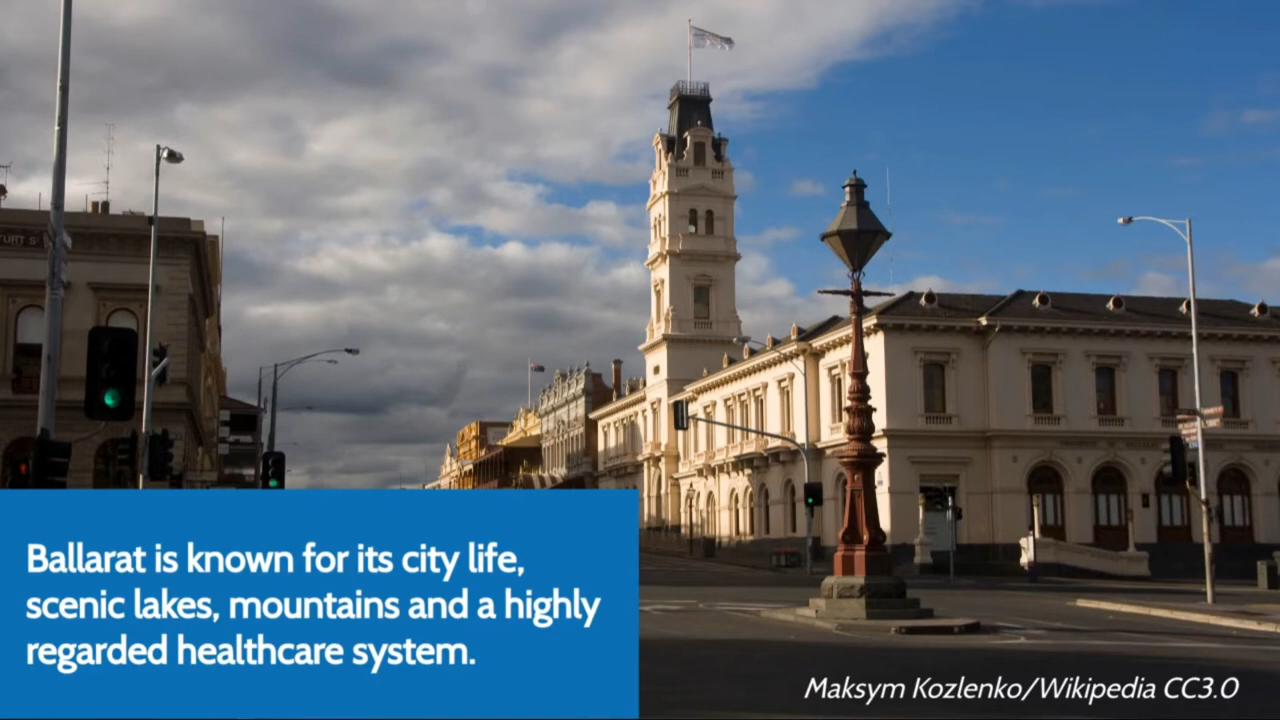 TURT S
Ballarat is known for its city life,
scenic lakes, mountains and a highly
regarded healthcare system.
Maksym Kozlenko/Wikipedia CC3.0